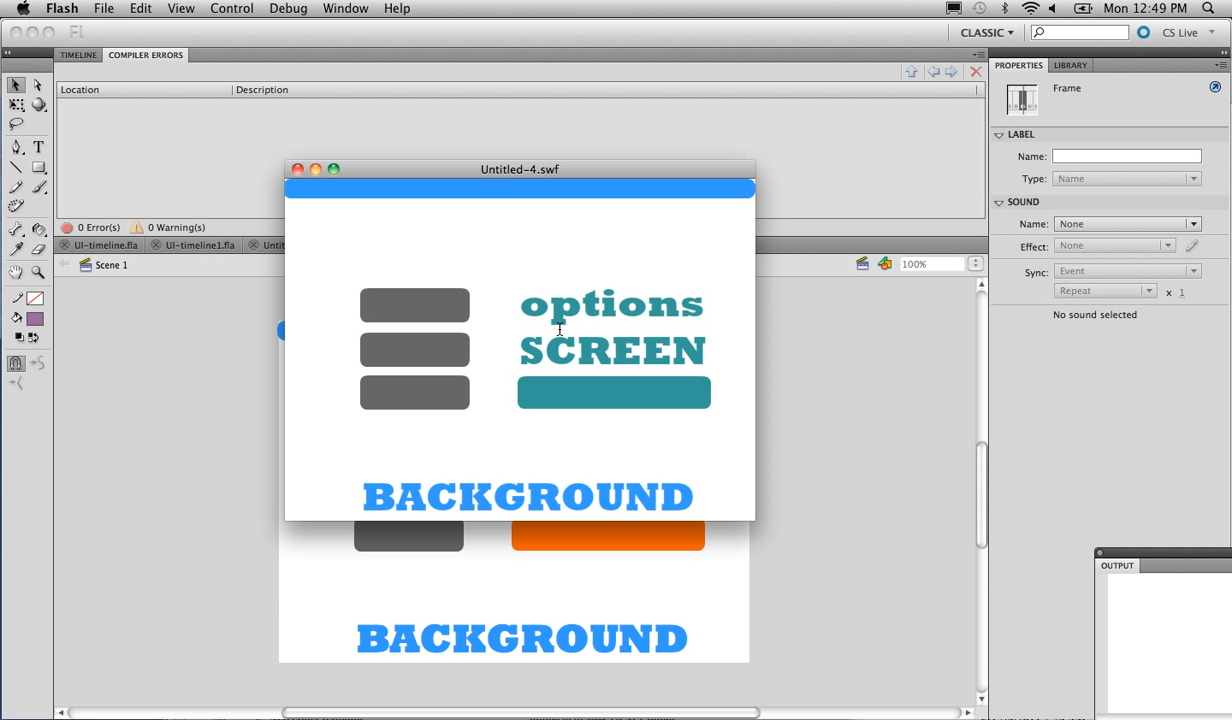 Flash File Edit View Control Debug Window Help Mon 12:49 PM
Fl CLASSIC CS Live
TIMELINE COMPILER ERRORS
PROPERTIES LIBRARY
Location Description
Frame
LABEL
Name:
Type: Name
SOUND
Name: None
Effect: None
Sync: Event
Repeat x 1
No sound selected
Untitled-4.swf
0 Error(s) 0 Warning(s)
UI-timeline.fla UI-timeline1.fla Untit
Scene 1 100%
options
SCREEN
BACKGROUND
BACKGROUND
OUTPUT